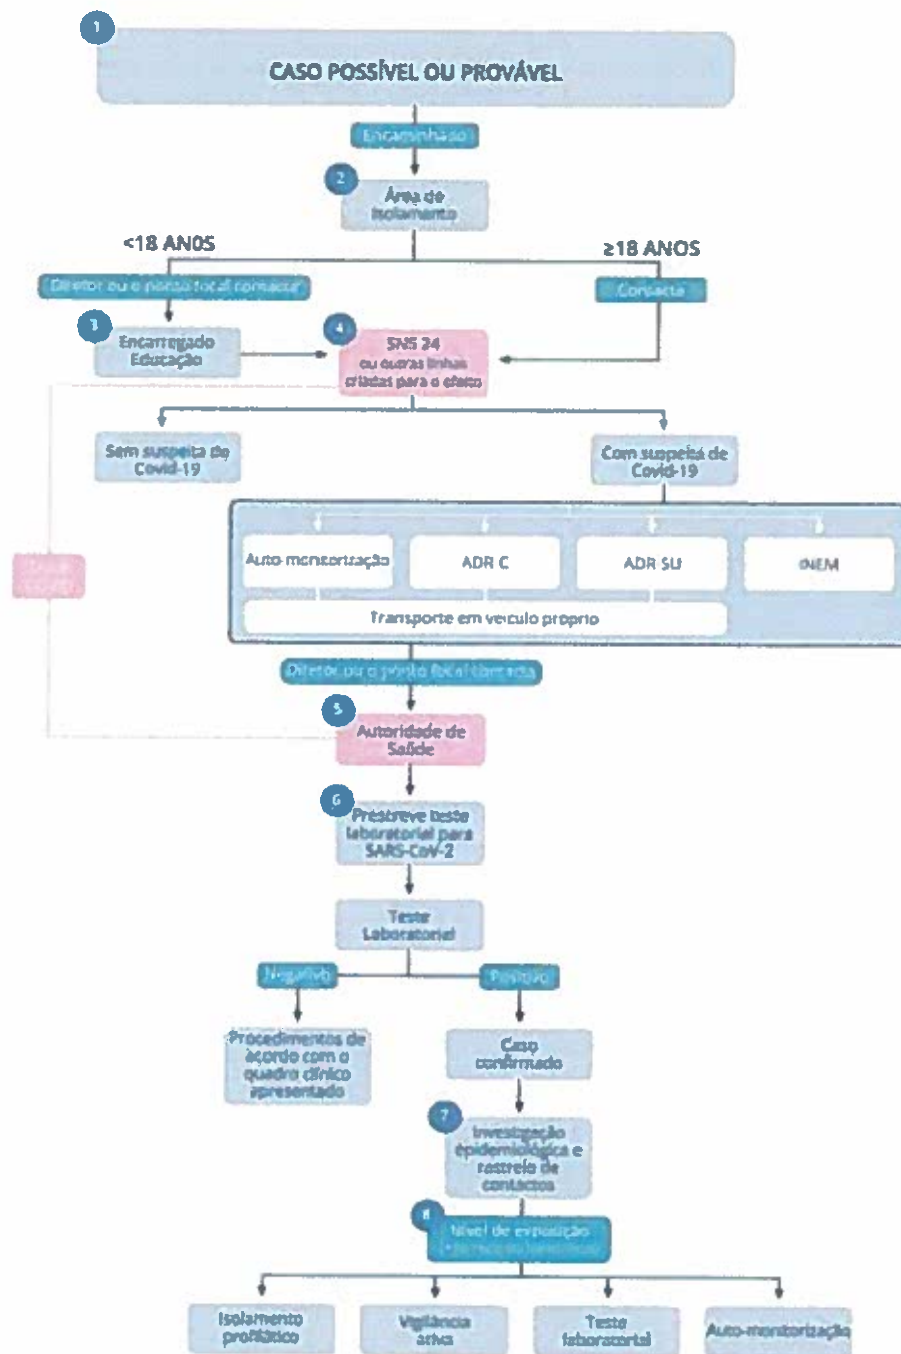 1
CASO POSSÍVEL OU PROVÁVEL
Encaminhado
2
Área de
Isolamento
<18 ANOS
≥18 ANOS
Diretor ou o ponto focal contacta
Contacta
3
Encarregado
Educação
4
SNS 24
ou outras linhas
criadas para o efeito
Sem suspeita de
Covid-19
Com suspeita de
Covid-19
Auto-monitorização
ADR C
ADR SU
INEM
Transporte em veículo próprio
Diretor ou o ponto focal contacta
5
Autoridade de
Saúde
6
Prescreve teste
laboratorial para
SARS-CoV-2
Teste
Laboratorial
Negativo
Positivo
Procedimentos de
acordo com o
quadro clínico
apresentado
Caso
confirmado
7
Investigação
epidemiológica e
rastreio de
contactos
8
Nível de exposição
Isolamento
profilático
Vigilância
ativa
Teste
laboratorial
Auto-monitorização